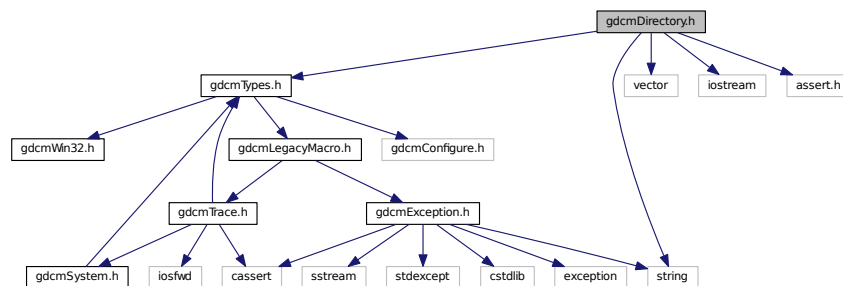 gdcmDirectory.h
gdcmTypes.h
vector
iostream
assert.h
gdcmWin32.h
gdcmLegacyMacro.h
gdcmConfigure.h
gdcmTrace.h
gdcmException.h
gdcmSystem.h
iosfwd
cassert
sstream
stdexcept
cstdlib
exception
string